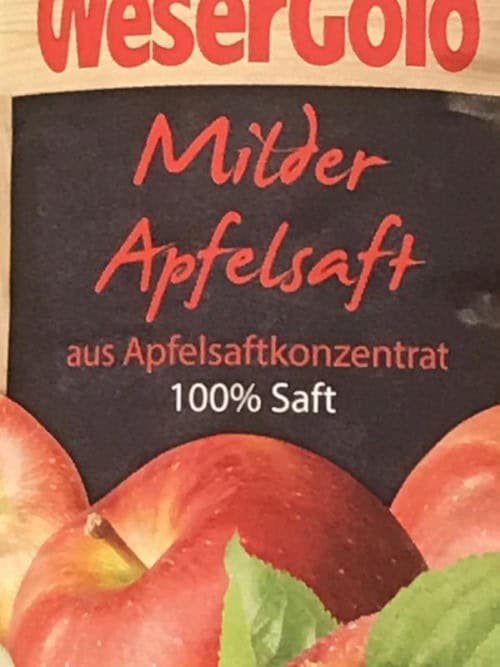 WeserGold
Milder
Apfelsaft
aus Apfelsaftkonzentrat
100% Saft